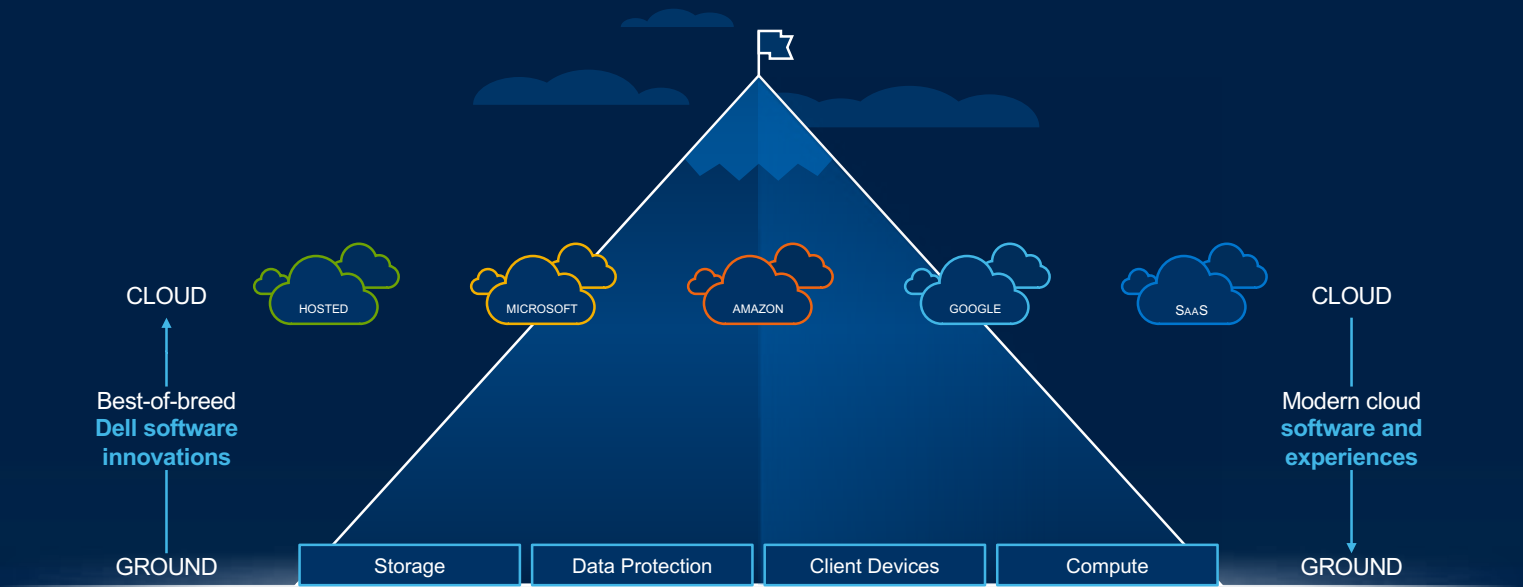 HOSTED
MICROSOFT
AMAZON
GOOGLE
SaaS
CLOUD
Best-of-breed
Dell software
innovations
GROUND
CLOUD
Modern cloud
software and
experiences
GROUND
Storage
Data Protection
Client Devices
Compute